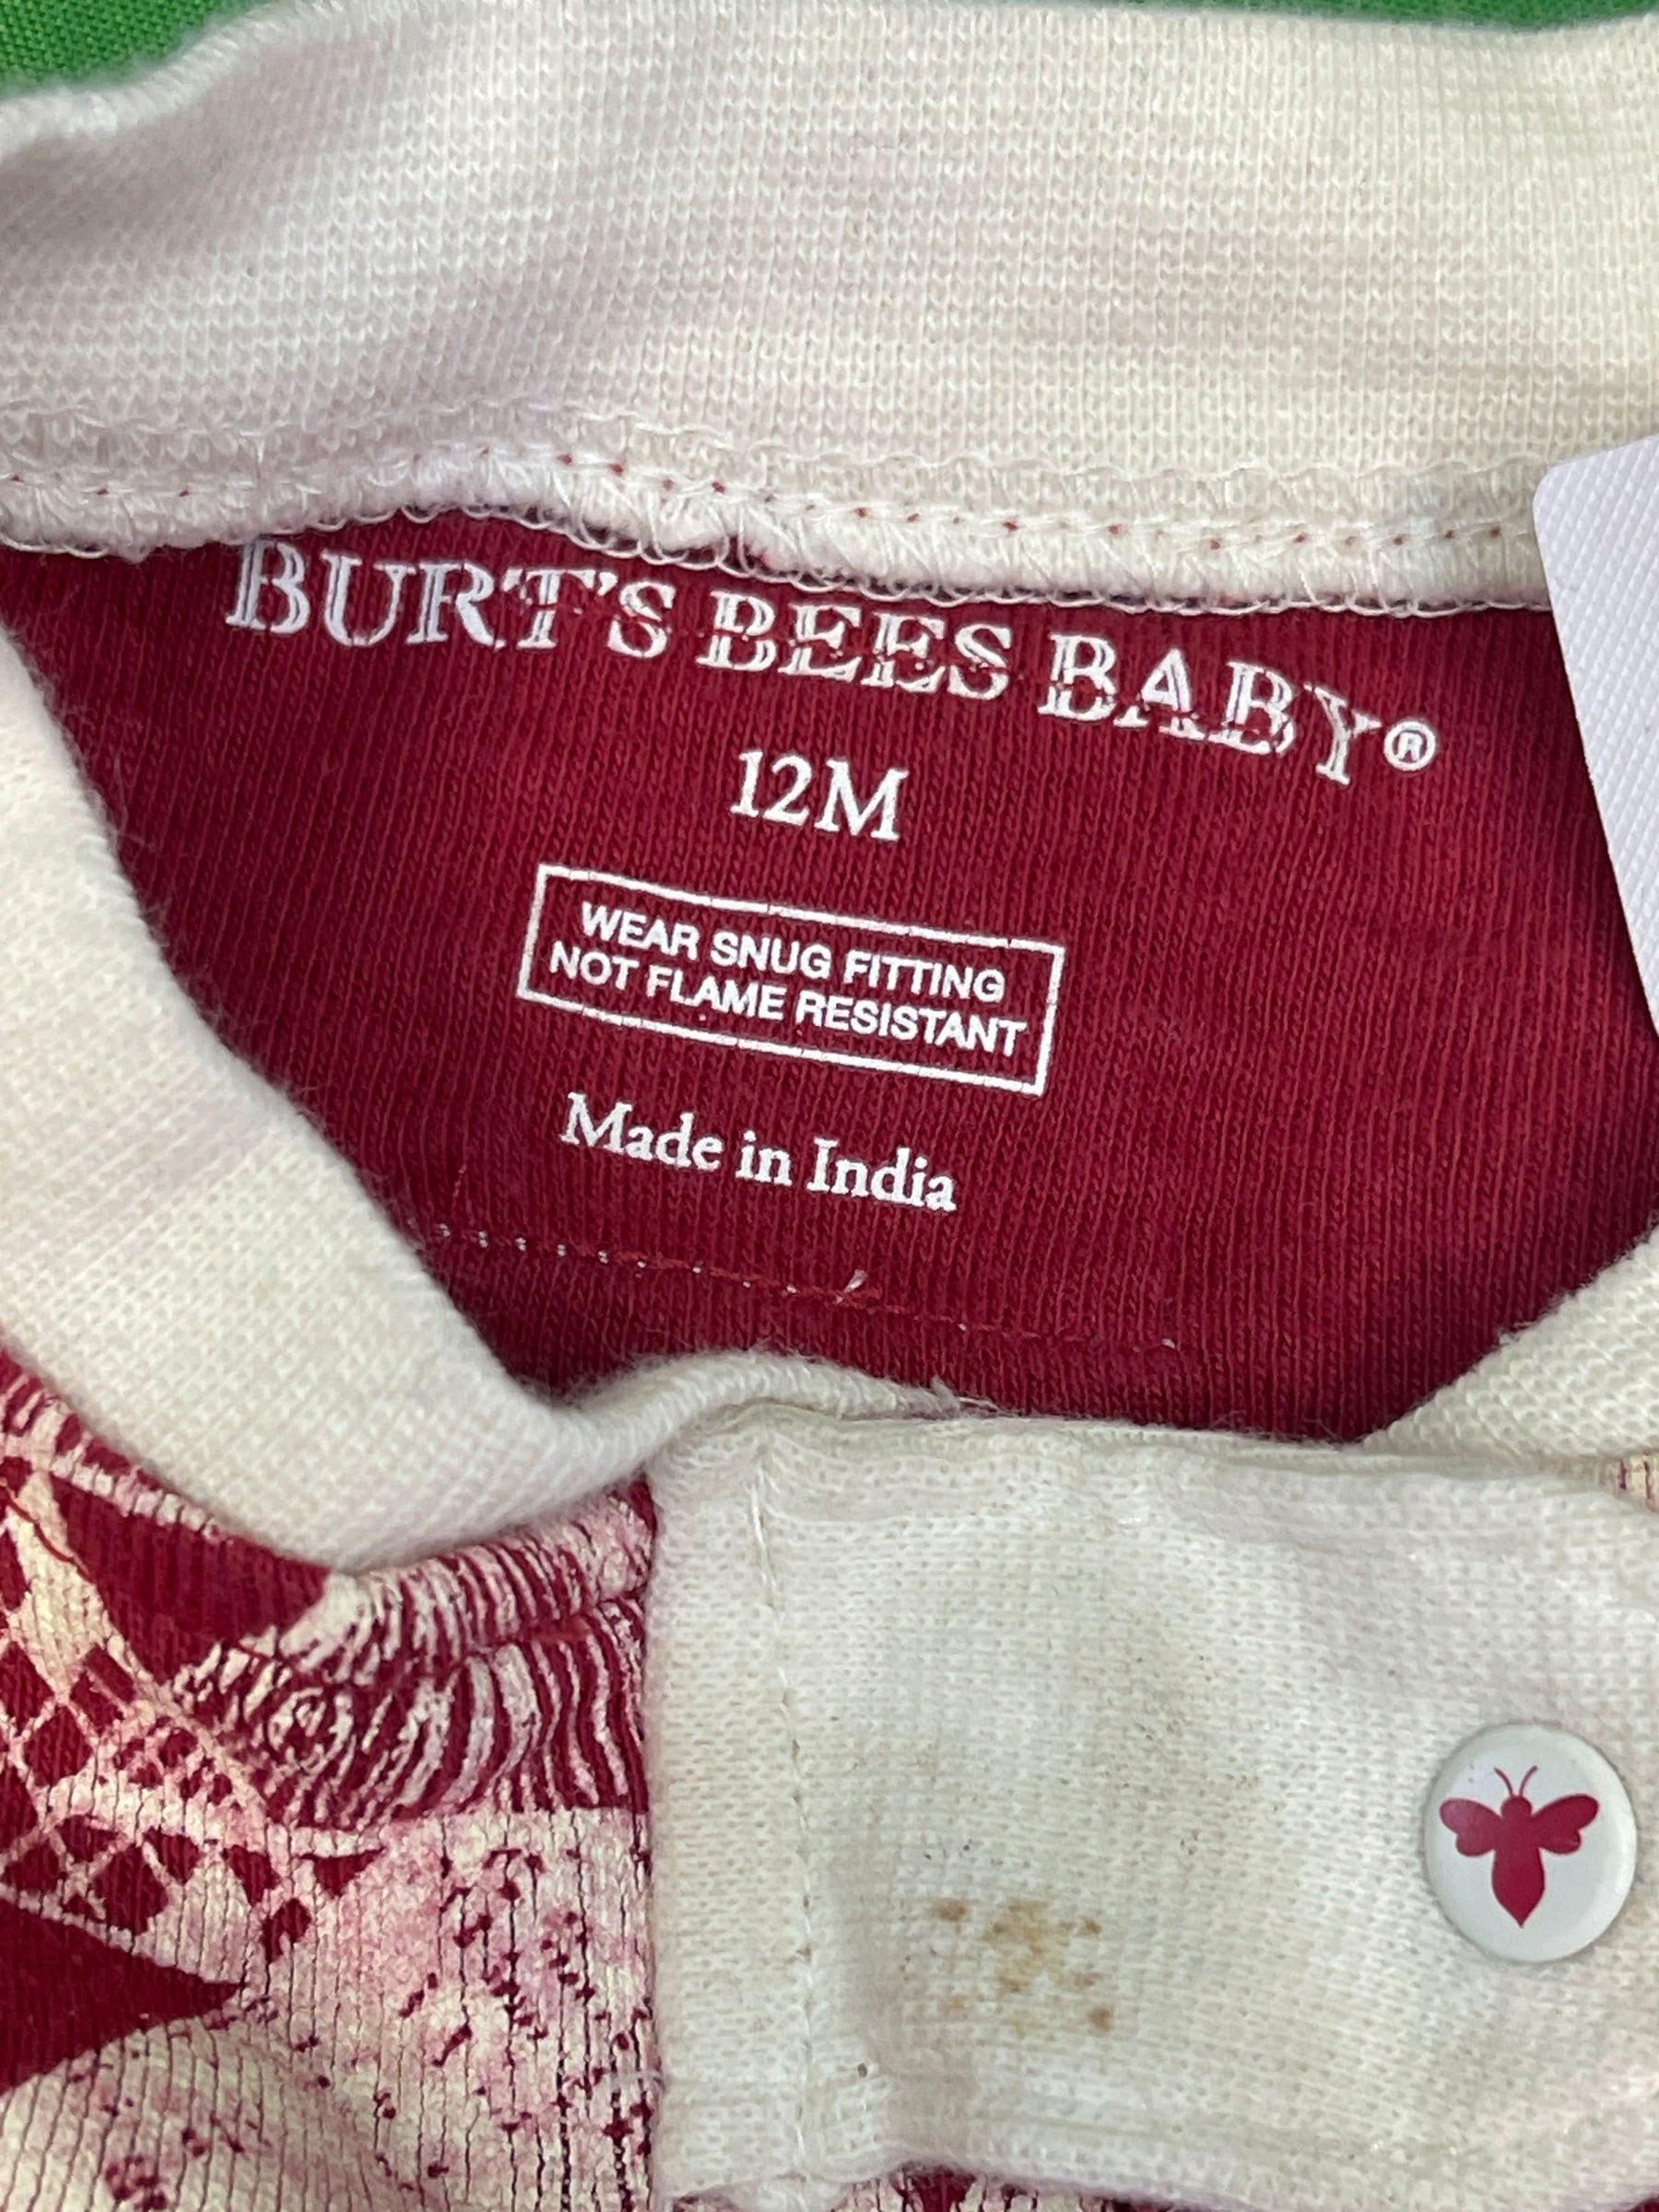 BURT'S BEES BABY®
12M
WEAR SNUG FITTING
NOT FLAME RESISTANT
Made in India